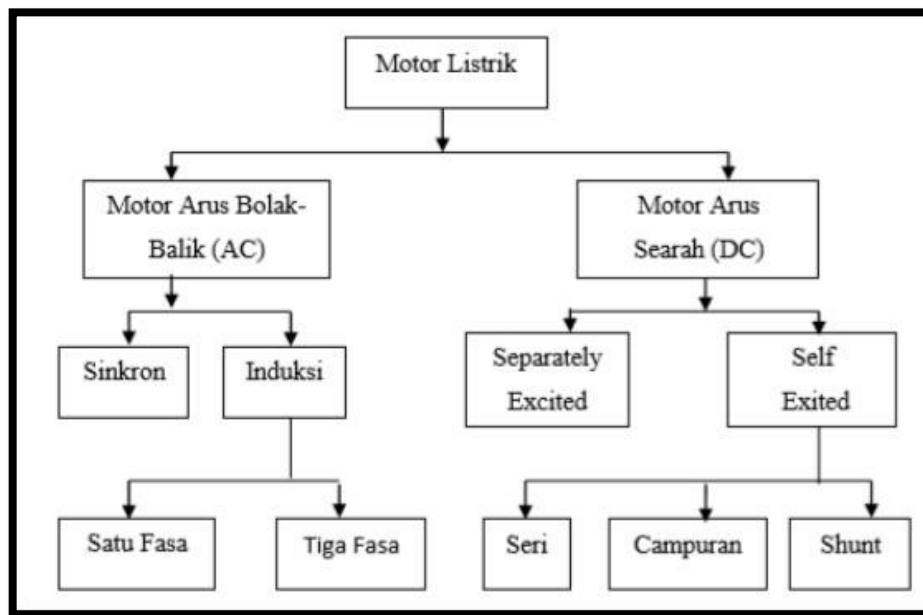 Motor Listrik
Motor Arus Bolak-
Balik (AC)
Motor Arus
Searah (DC)
Sinkron
Induksi
Separately
Excited
Self
Exited
Satu Fasa
Tiga Fasa
Seri
Campuran
Shunt